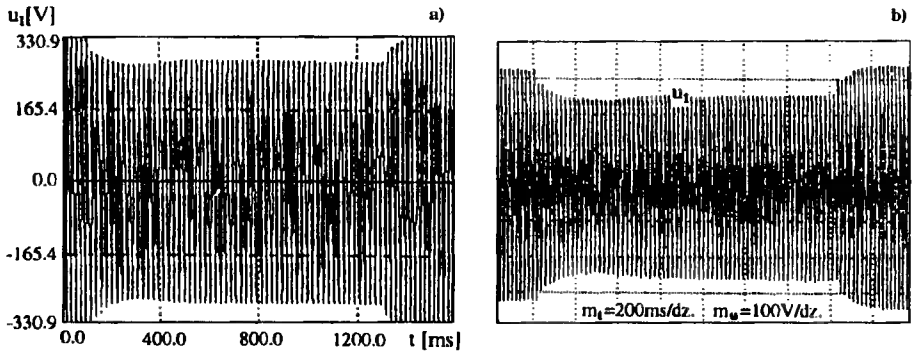 u₁[V]
a)
330.9
165.4
0.0
-165.4
-330.9
0.0 400.0 800.0 1200.0 t [ms]
b)
u₁
mₜ=200ms/dz. mᵤ=100V/dz.